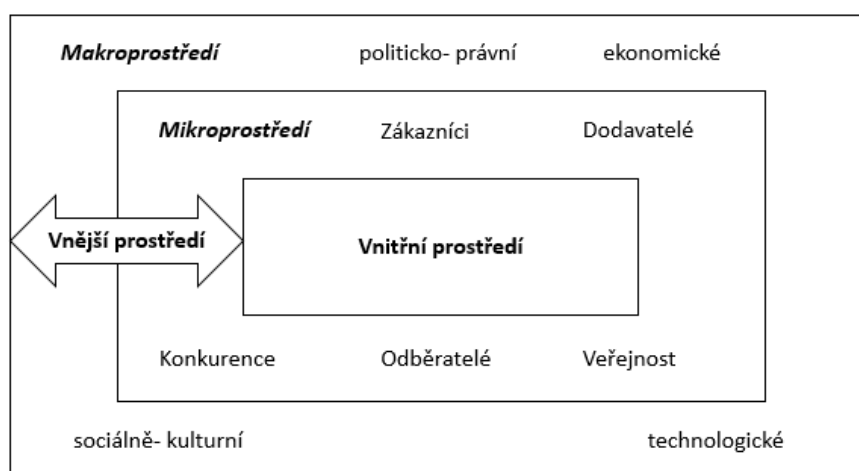 Makroprostředí politicko- právní ekonomické
Mikroprostředí Zákazníci Dodavatelé
Vnější prostředí Vnitřní prostředí
Konkurence Odběratelé Veřejnost
sociálně- kulturní technologické